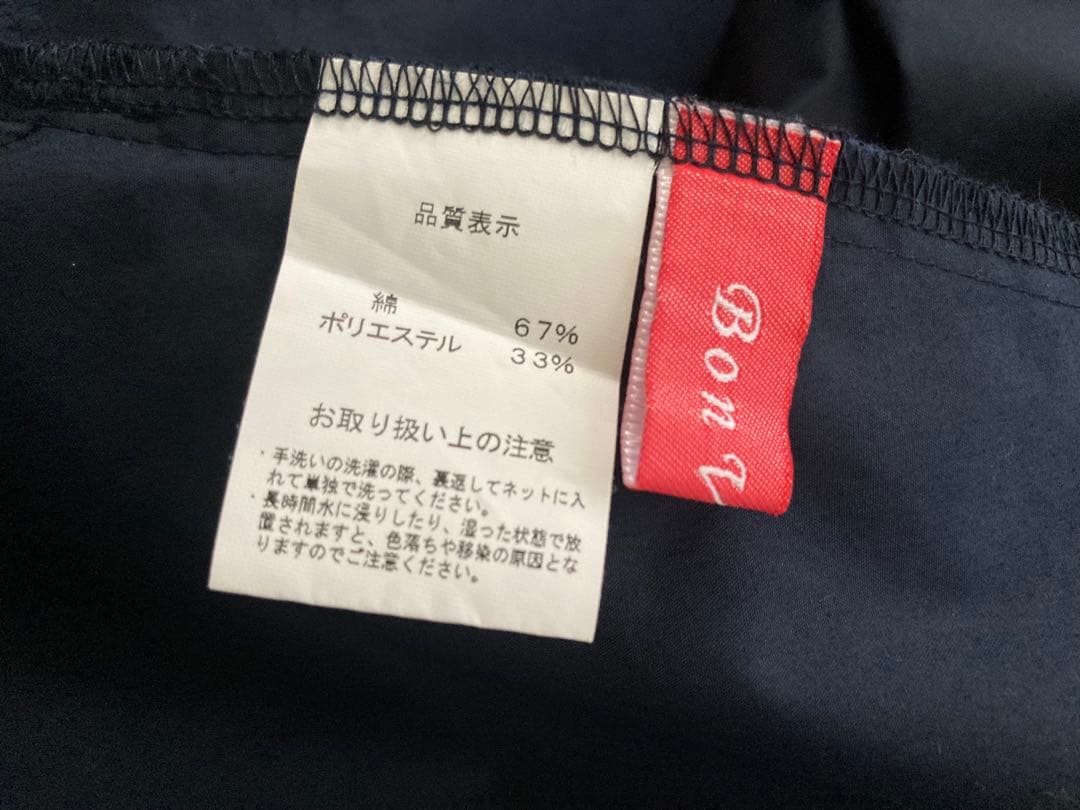 品質表示
綿 67%
ポリエステル 33%
お取り扱い上の注意
・手洗いの洗濯の際、裏返してネットに入
れて単独で洗ってください。
・長時間水に浸りしたり、湿った状態で放
置されますと、色落ちや移染の原因とな
りますのでご注意ください。
Bon